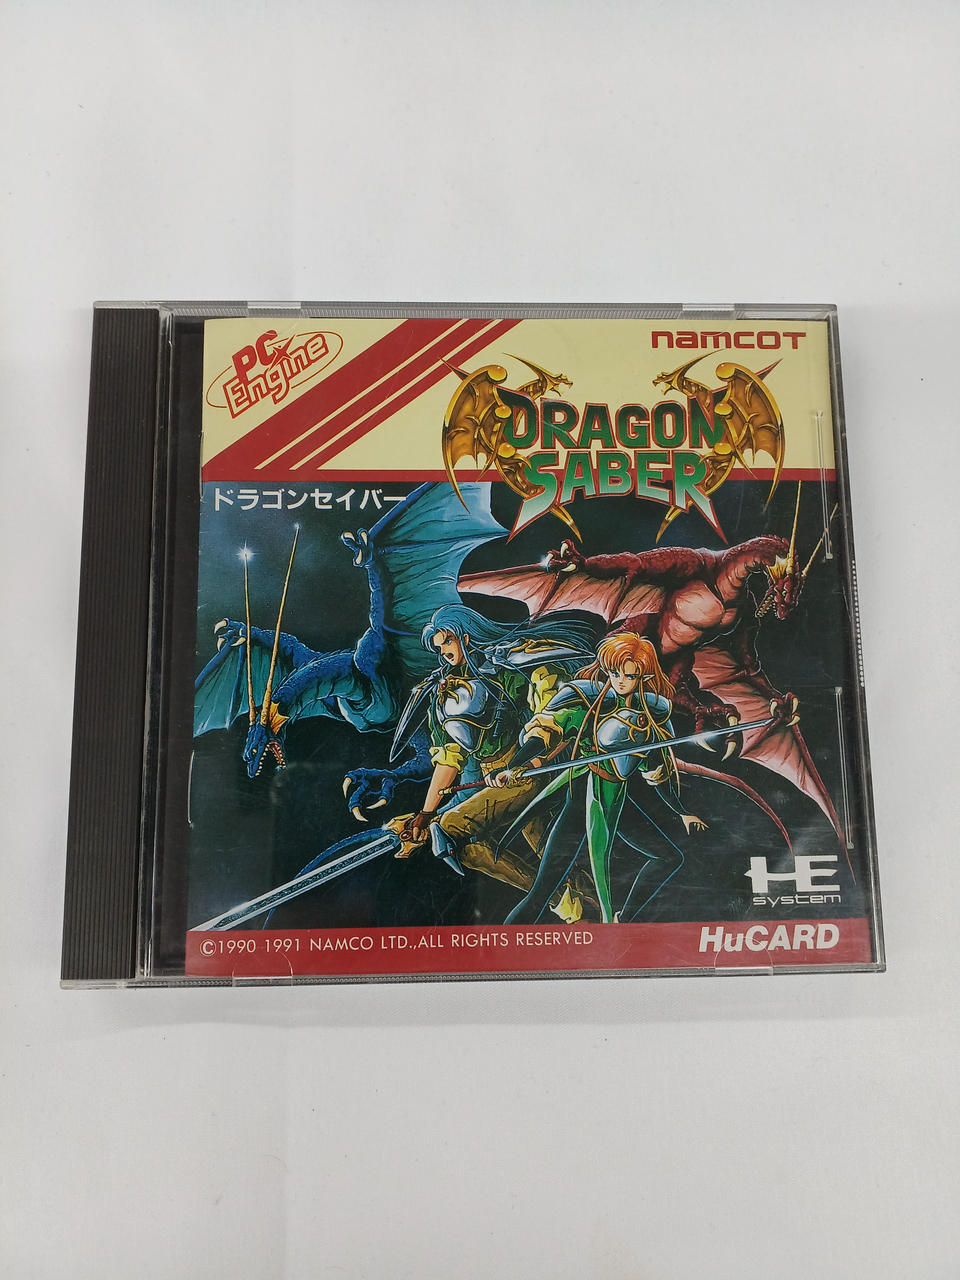 PC Engine
namcoT
DRAGON
SABER
ドラゴンセイバー
HE
system
©1990 1991 NAMCO LTD.,ALL RIGHTS RESERVED
HuCARD